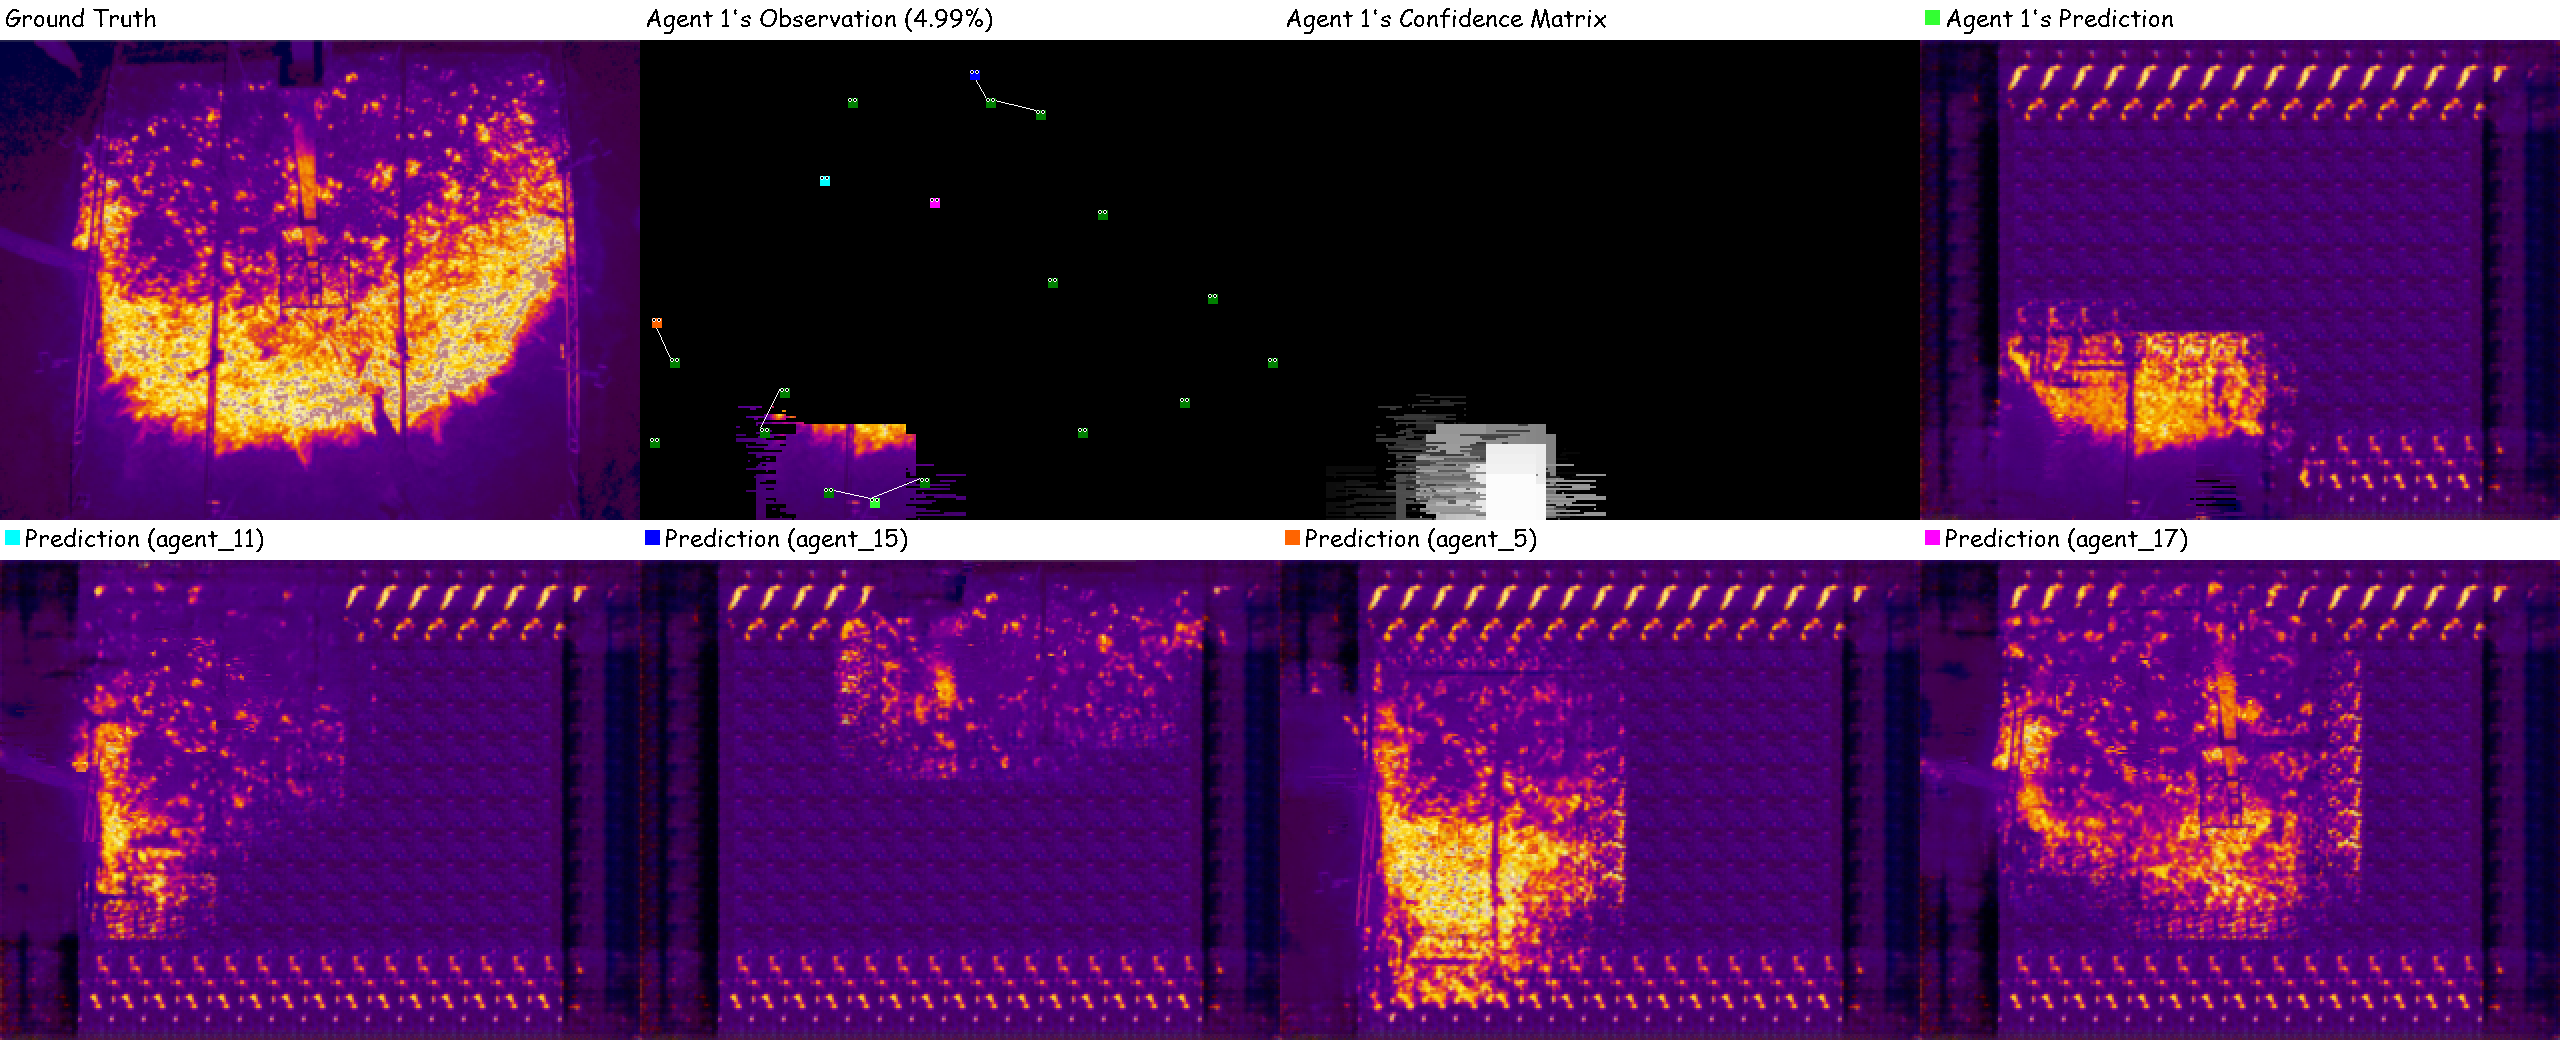 Ground Truth
Agent 1's Observation (4.99%)
Agent 1's Confidence Matrix
Agent 1's Prediction
Prediction (agent_11)
Prediction (agent_15)
Prediction (agent_5)
Prediction (agent_17)